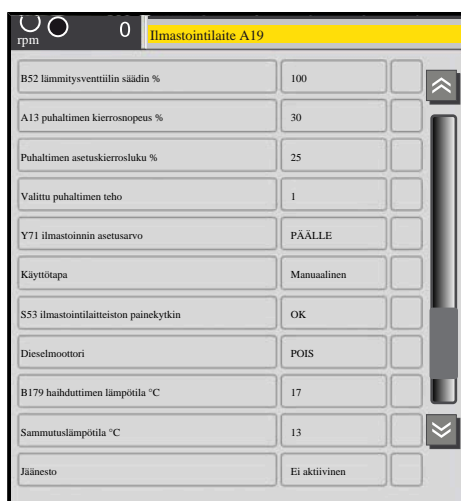 rpm
0
Ilmastointilaite A19
B52 lämmitysventtiilin säädin %
100
A13 puhaltimen kierrosnopeus %
30
Puhaltimen asetuskierrosluku %
25
Valittu puhaltimen teho
1
Y71 ilmastoinnin asetusarvo
PÄÄLLE
Käyttötapa
Manuaalinen
S53 ilmastointilaitteiston painekytkin
OK
Dieselmoottori
POIS
B179 haihduttimen lämpötila °C
17
Sammutuslämpötila °C
13
Jäänesto
Ei aktiivinen